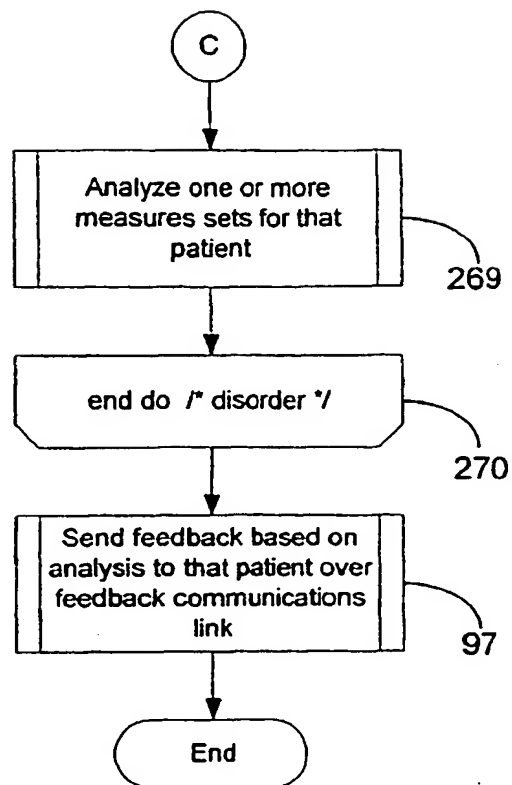 C
Analyze one or more
measures sets for that
patient
269
end do /* disorder */
270
Send feedback based on
analysis to that patient over
feedback communications
link
97
End